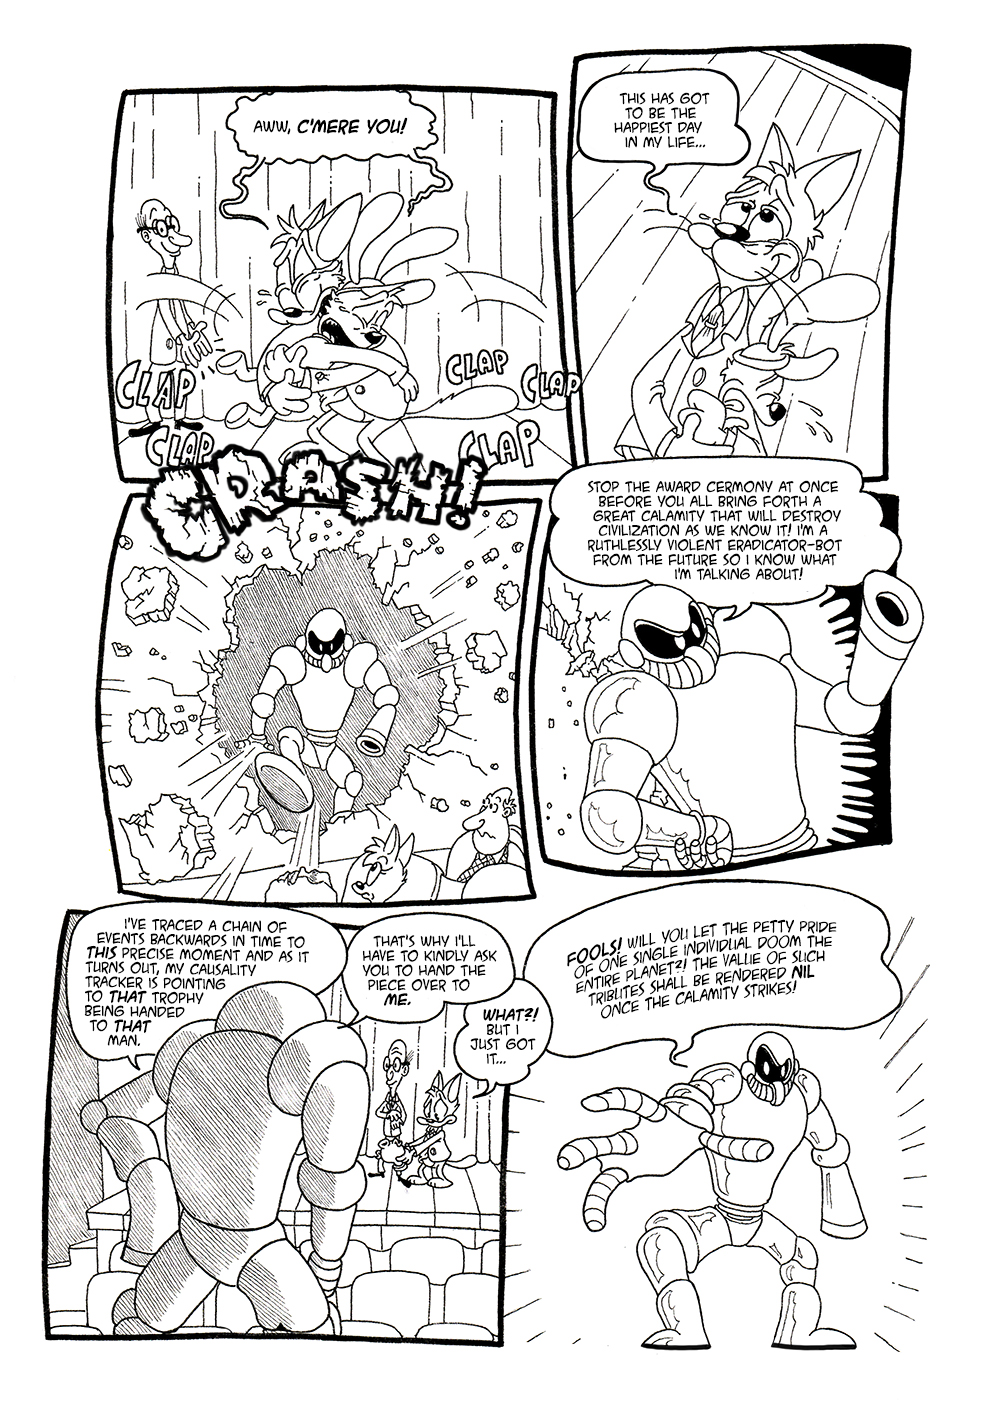 AWW, C'MERE YOU!
CLAP
CLAP
CLAP
CLAP
CLAP
THIS HAS GOT
TO BE THE
HAPPIEST DAY
IN MY LIFE...
CRASH!
STOP THE AWARD CERMONY AT ONCE
BEFORE YOU ALL BRING FORTH A
GREAT CALAMITY THAT WILL DESTROY
CIVILIZATION AS WE KNOW IT! I'M A
RUTHLESSLY VIOLENT ERADICATOR-BOT
FROM THE FUTURE SO I KNOW WHAT
I'M TALKING ABOUT!
I'VE TRACED A CHAIN OF
EVENTS BACKWARDS IN TIME TO
THIS PRECISE MOMENT AND AS IT
TURNS OUT, MY CAUSALITY
TRACKER IS POINTING
TO THAT TROPHY
BEING HANDED
TO THAT
MAN.
THAT'S WHY I'LL
HAVE TO KINDLY ASK
YOU TO HAND THE
PIECE OVER TO
ME.
WHAT?!
BUT I
JUST GOT
IT...
FOOLS! WILL YOU LET THE PETTY PRIDE
OF ONE SINGLE INDIVIDUAL DOOM THE
ENTIRE PLANET?! THE VALUE OF SUCH
TRIBUTES SHALL BE RENDERED NIL
ONCE THE CALAMITY STRIKES!